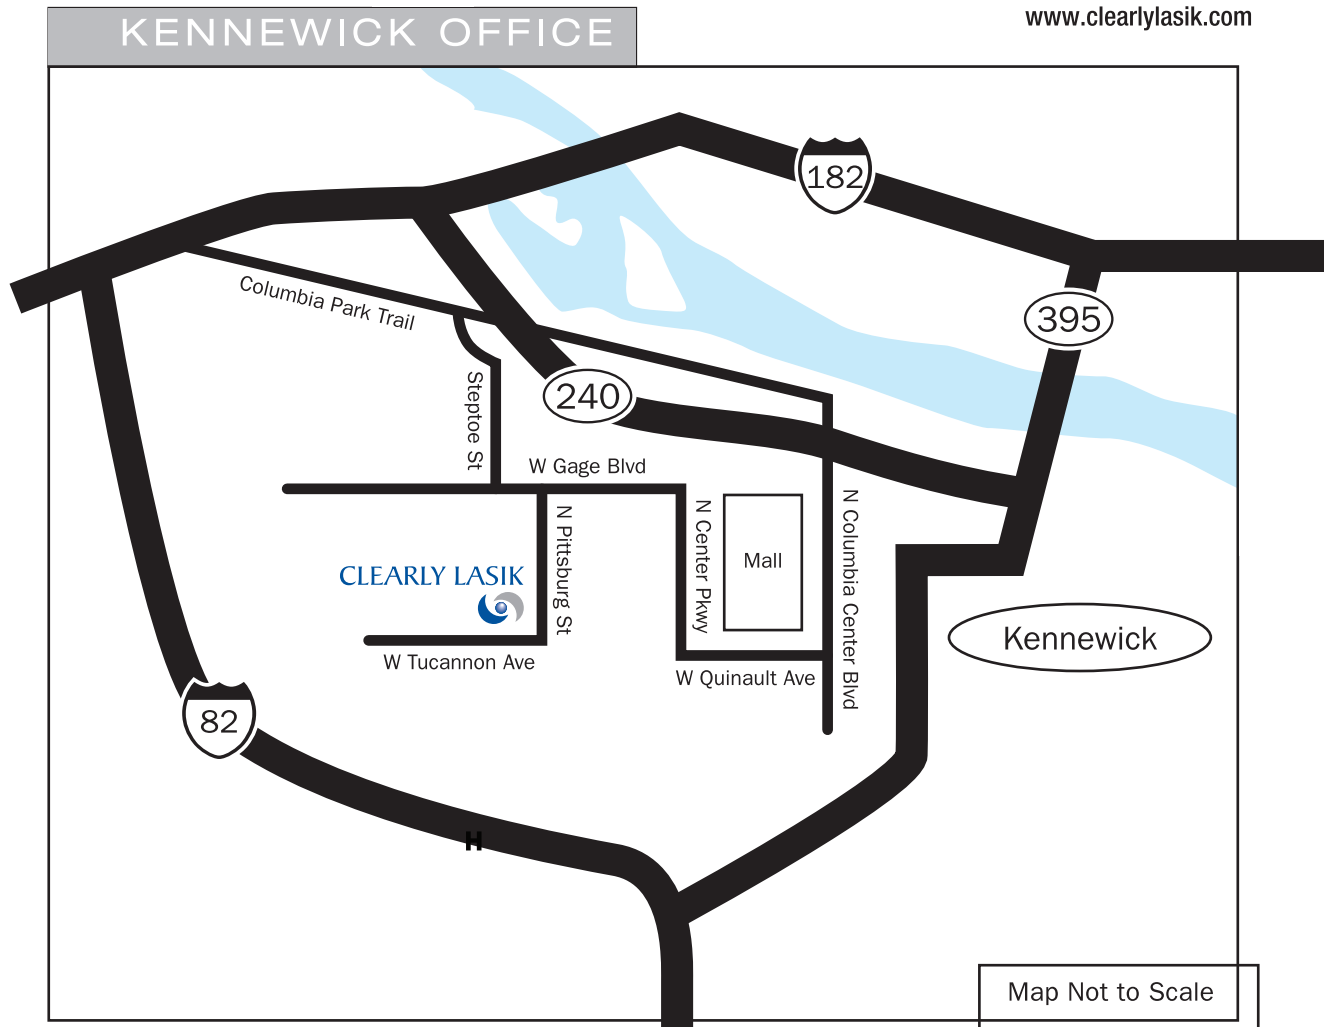 KENNEWICK OFFICE
www.clearlylasik.com
182
Columbia Park Trail
395
240
Steptoe St
W Gage Blvd
N Pittsburg St
N Center Pkwy
Mall
N Columbia Center Blvd
CLEARLY LASIK
W Tucannon Ave
W Quinault Ave
Kennewick
82
H
Map Not to Scale